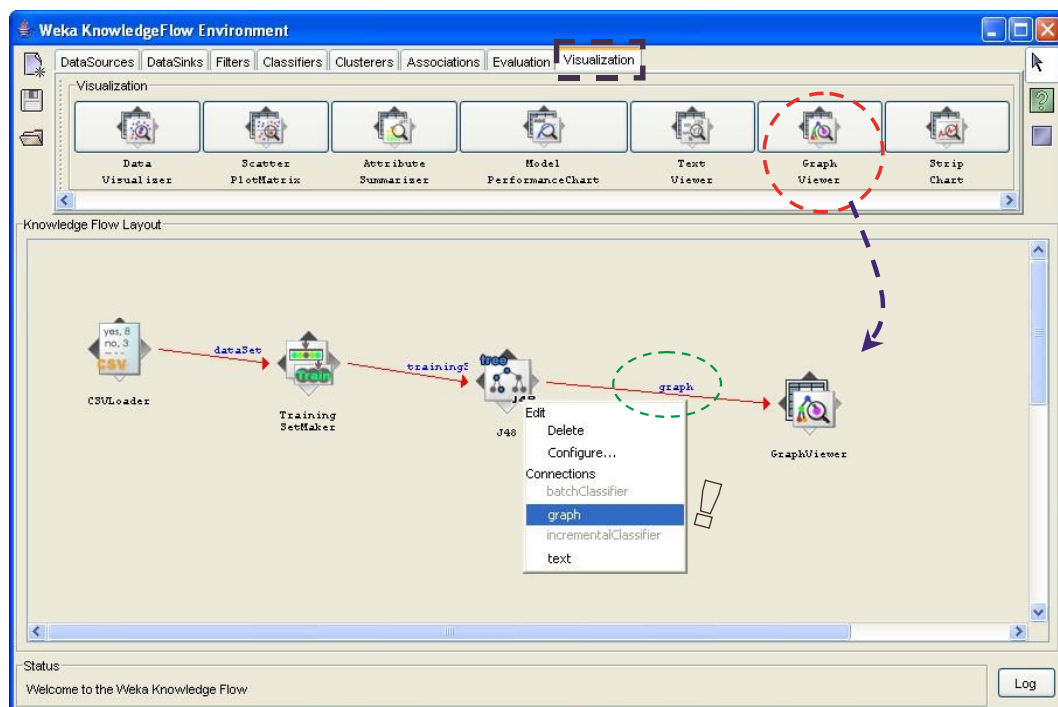 Weka KnowledgeFlow Environment
DataSources DataSinks Filters Classifiers Clusterers Associations Evaluation Visualization
Visualization
Data Visualiser
Scatter PlotMatrix
Attribute Summariser
Model PerformanceChart
Text Viewer
Graph Viewer
Strip Chart
Knowledge Flow Layout
yes, 8
no, 3
CSV
CSVLoader
dataSet
Train
Training
SetMaker
trainingS
tree
J48
J48
graph
GraphViewer
Edit
Delete
Configure...
Connections
batchClassifier
graph
incrementalClassifier
text
!
Status
Welcome to the Weka Knowledge Flow
Log